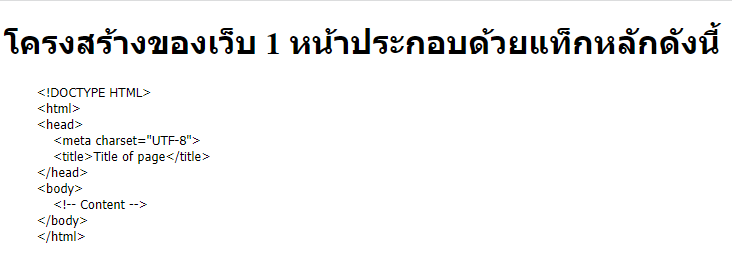 โครงสร้างของเว็บ 1 หน้าประกอบด้วยแท็กหลักดังนี้
<!DOCTYPE HTML>
<html>
<head>
<meta charset="UTF-8">
<title>Title of page</title>
</head>
<body>
<!-- Content -->
</body>
</html>